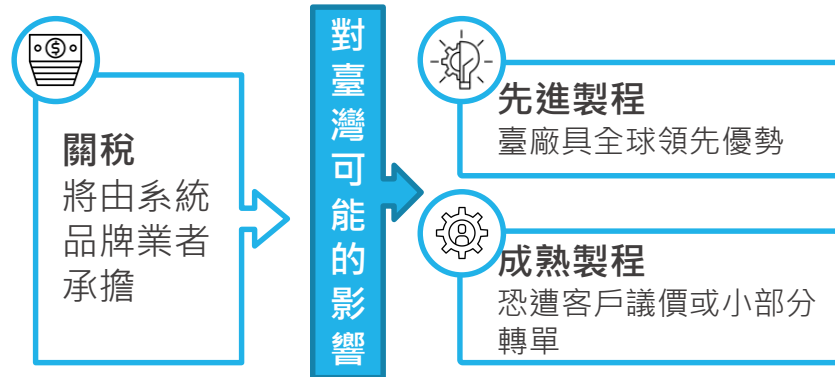 關稅
將由系統
品牌業者
承擔
對臺灣可能的影響
先進製程
臺廠具全球領先優勢
成熟製程
恐遭客戶議價或小部分
轉單